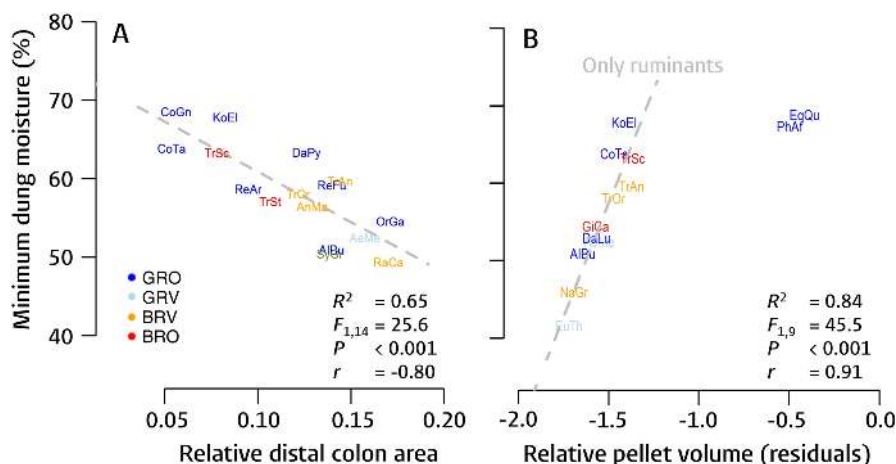 A
Minimum dung moisture (%)
80
70
60
50
40
CoGn
KoEl
CoTa
TrSc
DaPy
ReAr
TrSt
TrOr
AnMa
ReFu
TrAn
OrGa
AeMe
AlBu
RaCa
GRO
GRV
BRV
BRO
R² = 0.65
F1,14 = 25.6
P < 0.001
r = -0.80
0.05 0.10 0.15 0.20
Relative distal colon area
B
Only ruminants
EqQu
PhAf
KoEl
CoTa
TrSc
TrAn
TrOr
GiCa
DaLu
AlBu
NaGr
EuTh
R² = 0.84
F1,9 = 45.5
P < 0.001
r = 0.91
-2.0 -1.5 -1.0 -0.5 0.0
Relative pellet volume (residuals)